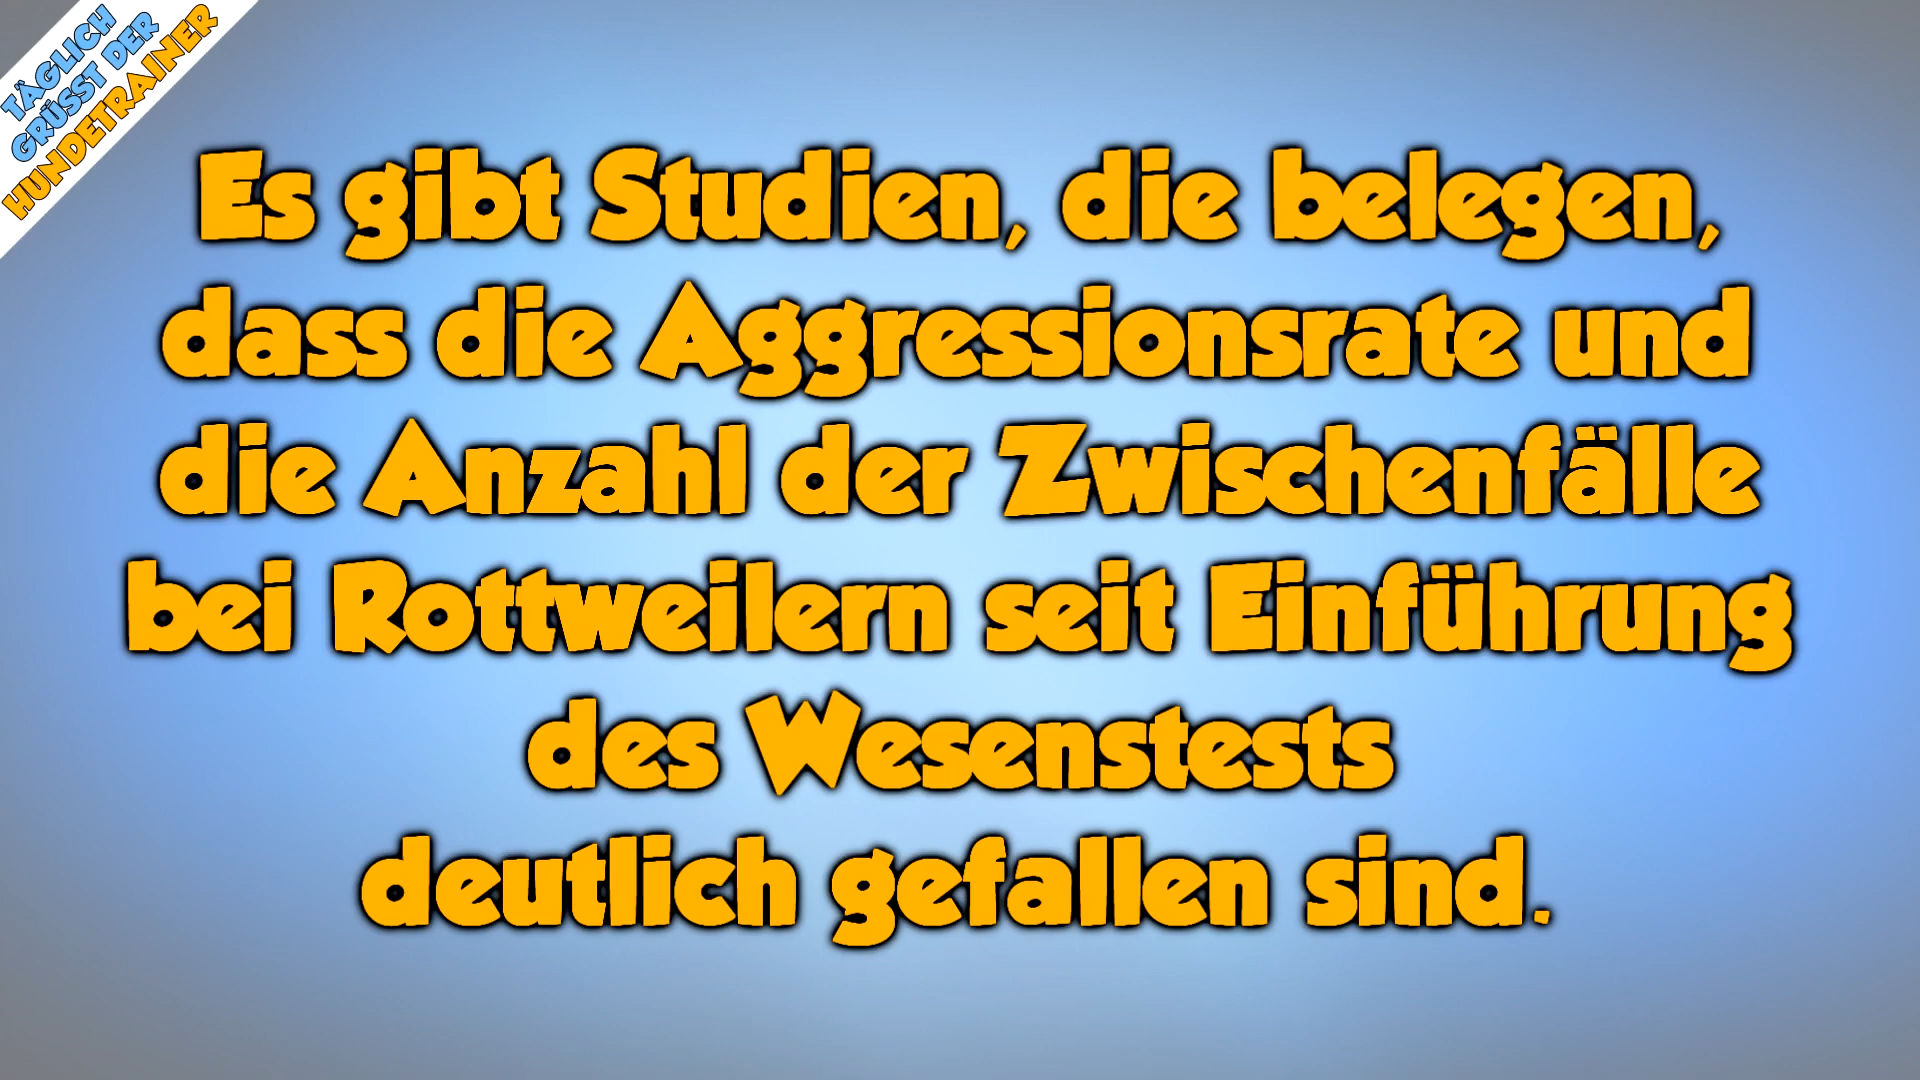 TÄGLICH
GRÜSST DER
HUNDETRAINER
Es gibt Studien, die belegen,
dass die Aggressionsrate und
die Anzahl der Zwischenfälle
bei Rottweilern seit Einführung
des Wesenstests
deutlich gefallen sind.